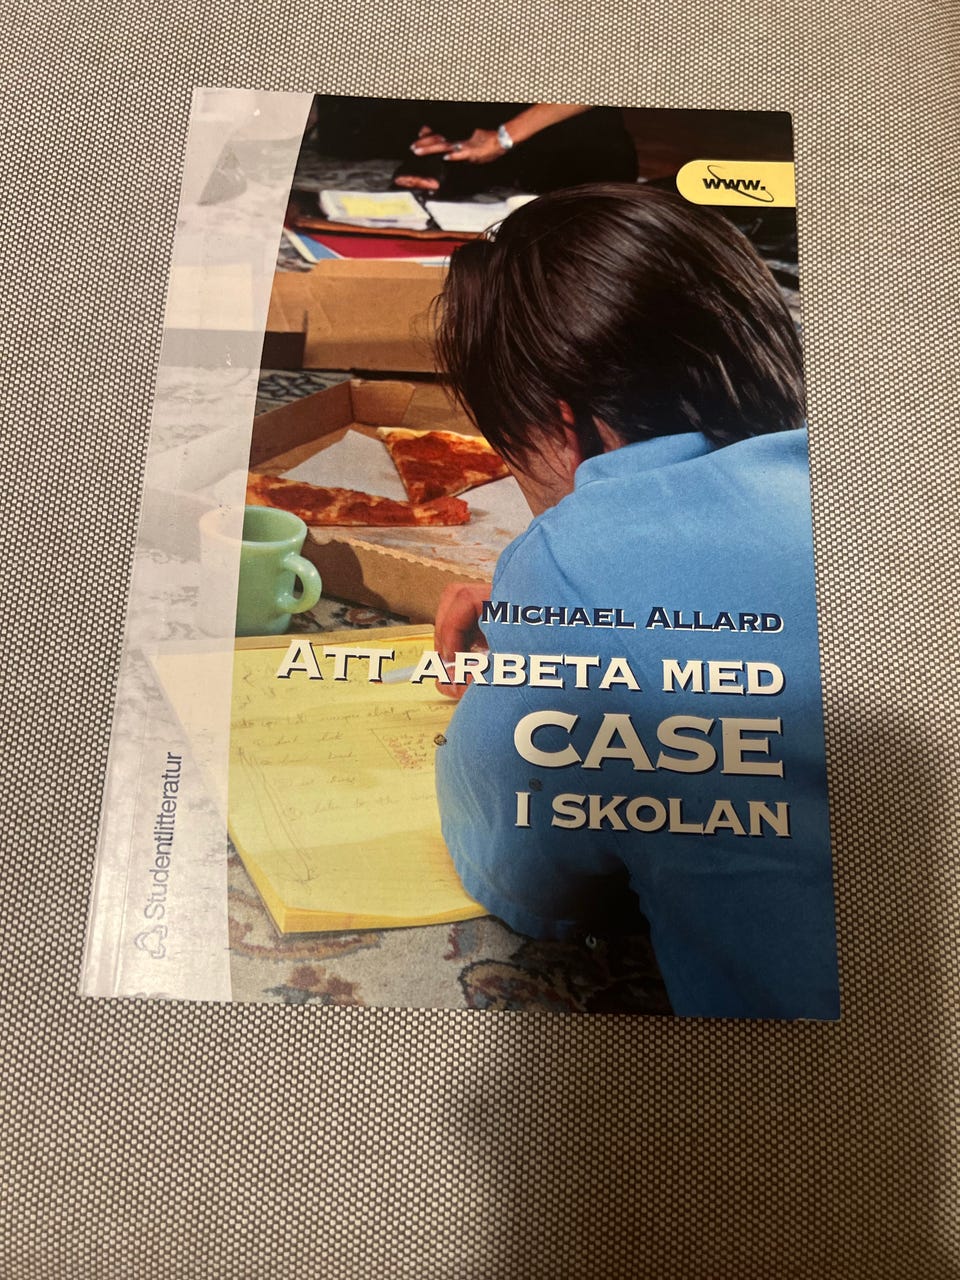 www.
MICHAEL ALLARD
ATT ARBETA MED
CASE
I SKOLAN
Studentlitteratur